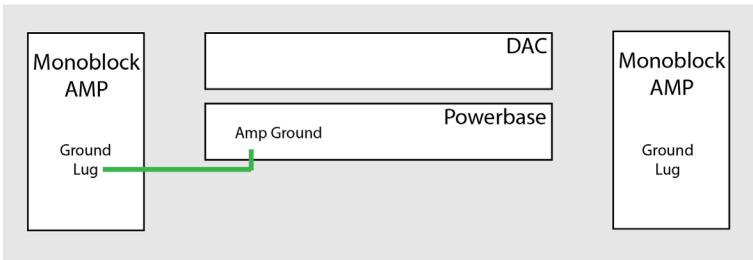 Monoblock
AMP
Ground
Lug
DAC
Powerbase
Amp Ground
Monoblock
AMP
Ground
Lug